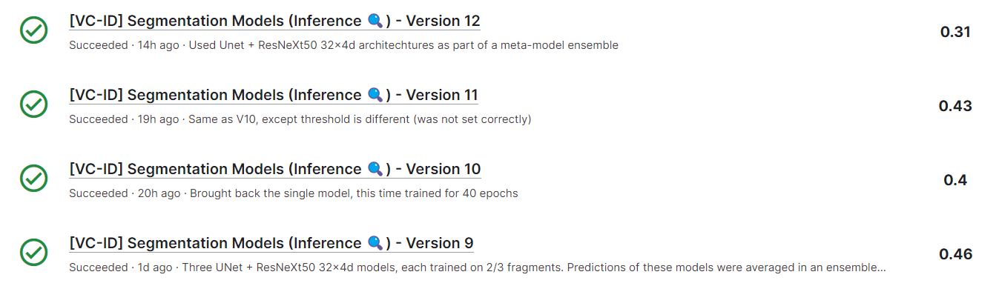 [VC-ID] Segmentation Models (Inference 🔍) - Version 12
0.31
Succeeded · 14h ago · Used Unet + ResNeXt50 32×4d architechtures as part of a meta-model ensemble
[VC-ID] Segmentation Models (Inference 🔍) - Version 11
0.43
Succeeded · 19h ago · Same as V10, except threshold is different (was not set correctly)
[VC-ID] Segmentation Models (Inference 🔍) - Version 10
0.4
Succeeded · 20h ago · Brought back the single model, this time trained for 40 epochs
[VC-ID] Segmentation Models (Inference 🔍) - Version 9
0.46
Succeeded · 1d ago · Three UNet + ResNeXt50 32×4d models, each trained on 2/3 fragments. Predictions of these models were averaged in an ensemble...